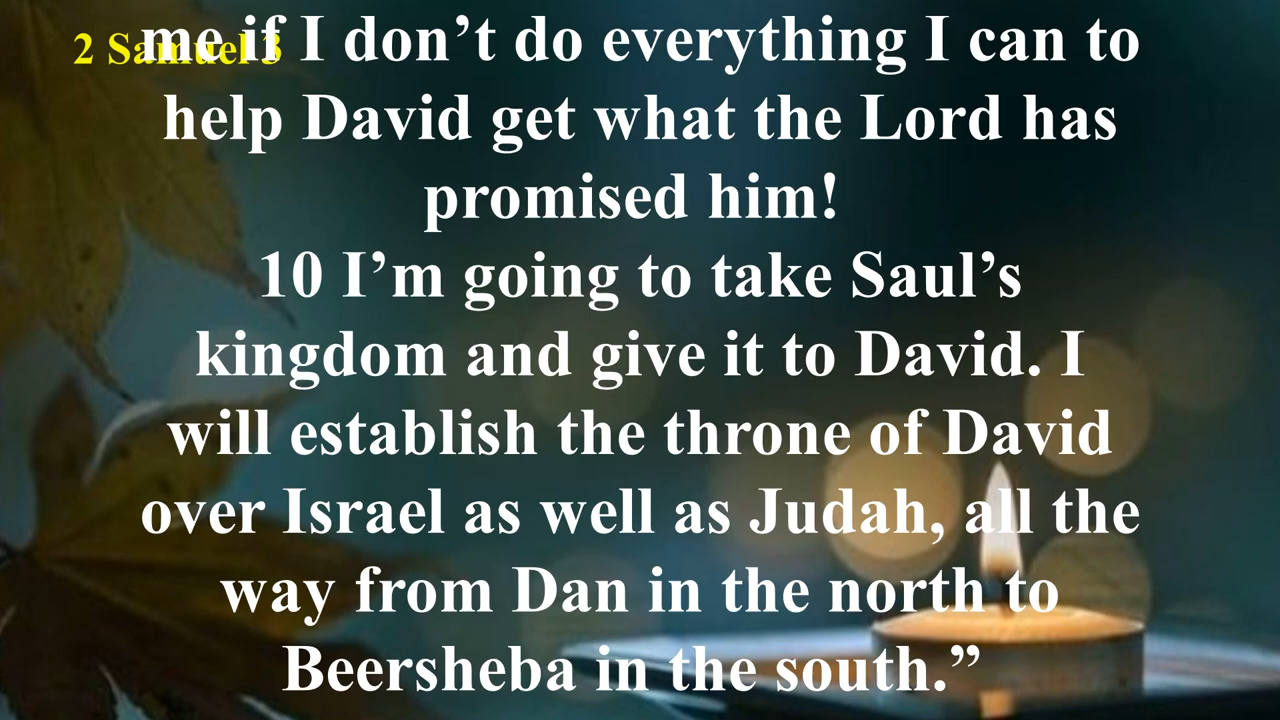 2 Samuel 3
me if I don’t do everything I can to
help David get what the Lord has
promised him!
10 I’m going to take Saul’s
kingdom and give it to David. I
will establish the throne of David
over Israel as well as Judah, all the
way from Dan in the north to
Beersheba in the south.”